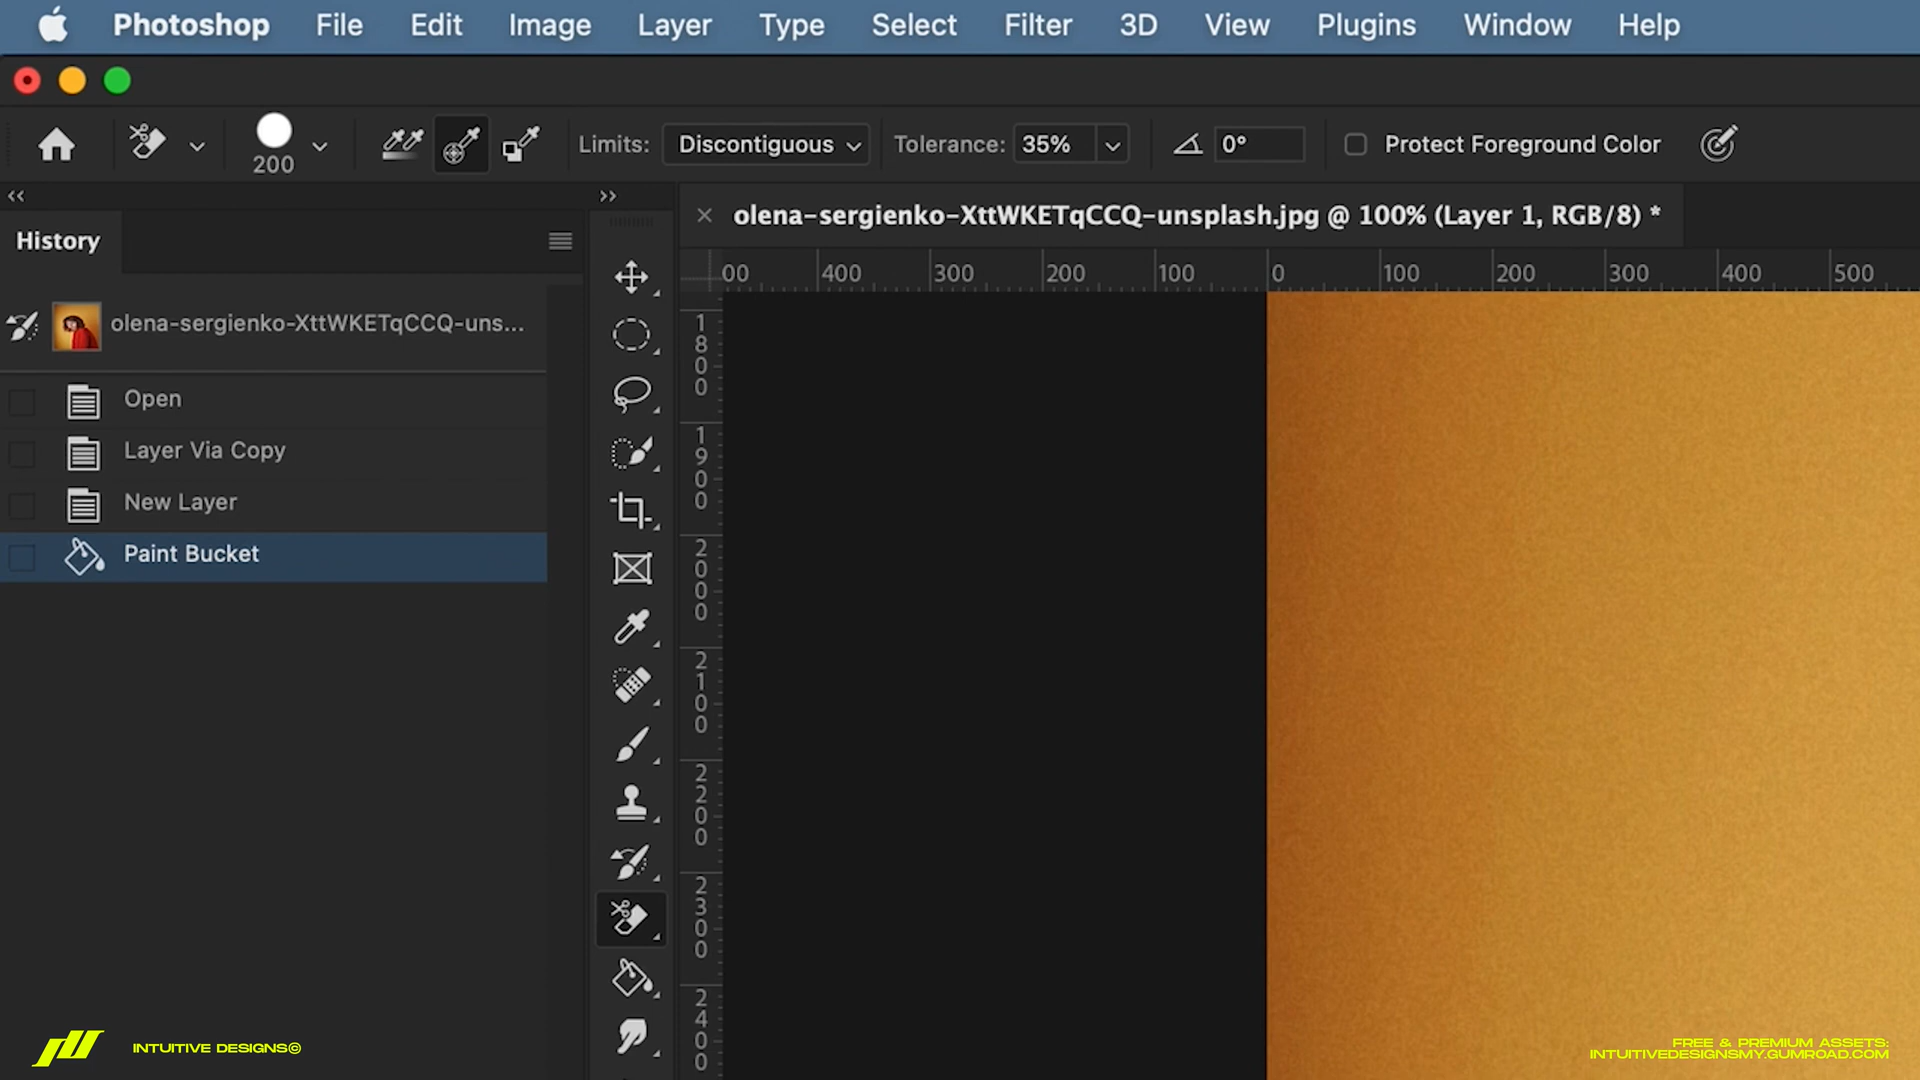 Photoshop File Edit Image Layer Type Select Filter 3D View Plugins Window Help
200 Limits: Discontiguous Tolerance: 35% 0° Protect Foreground Color
History
olena-sergienko-XttWKETqCCQ-unsplash.jpg @ 100% (Layer 1, RGB/8) *
00 400 300 200 100 0 100 200 300 400 500
olena-sergienko-XttWKETqCCQ-uns...
Open
Layer Via Copy
New Layer
Paint Bucket
1800
1900
2000
2100
2200
2300
2400
INTUITIVE DESIGNS©
FREE & PREMIUM ASSETS:
INTUITIVEDESIGNSMY.GUMROAD.COM